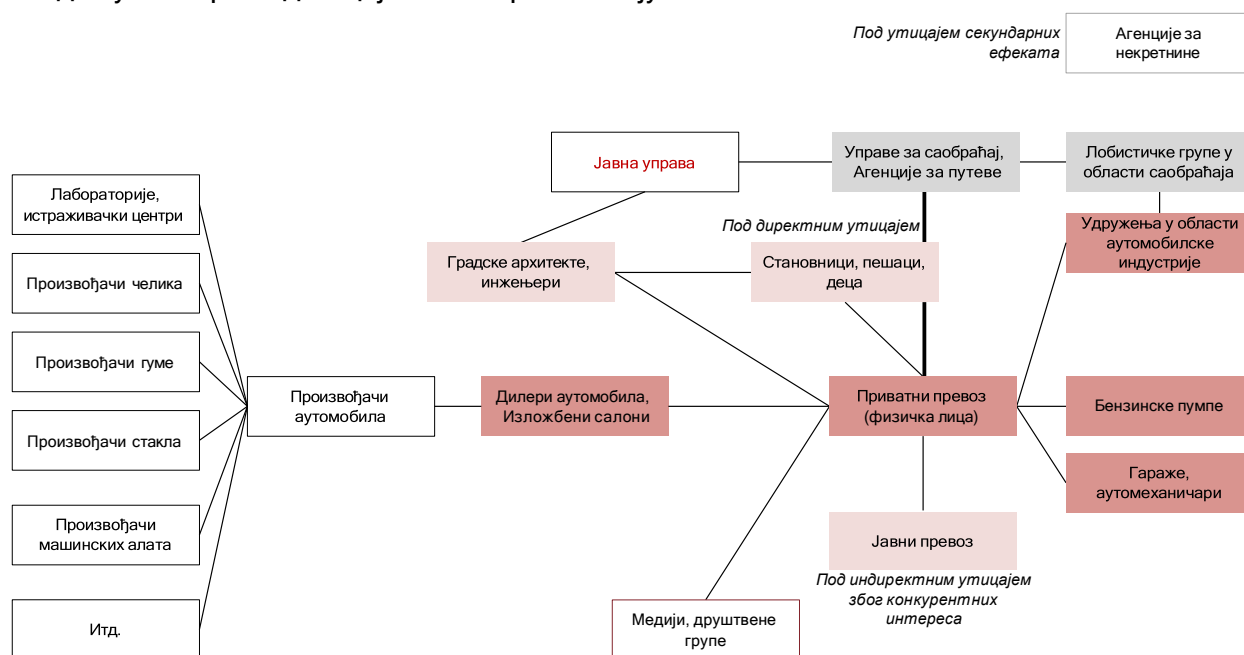 Под утицајем секундарних
ефеката
Агенције за
некретнине
Јавна управа
Управе за саобраћај,
Агенције за путеве
Лобистичке групе у
области саобраћаја
Лабораторије,
истраживачки центри
Под директним утицајем
Удружења у области
аутомобилске
индустрије
Градске архитекте,
инжењери
Становници, пешаци,
деца
Произвођачи челика
Произвођачи гуме
Произвођачи
аутомобила
Дилери аутомобила,
Изложбени салони
Приватни превоз
(физичка лица)
Бензинске пумпе
Произвођачи стакла
Гараже,
аутомеханичари
Произвођачи
машинских алата
Јавни превоз
Под индиректним утицајем
због конкурентних
интереса
Итд.
Медији, друштвене
групе